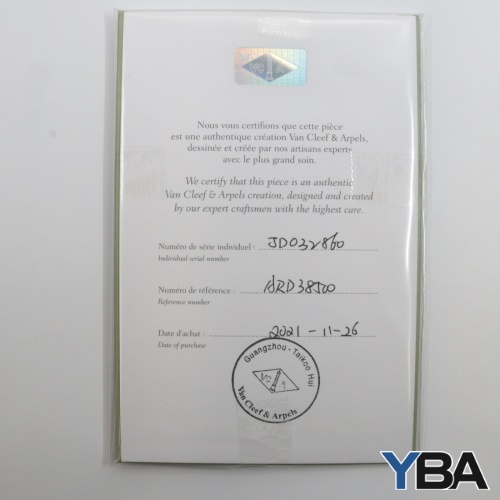 Nous vous certifions que cette pièce
est une authentique création Van Cleef & Arpels,
dessinée et créée par nos artisans experts
avec le plus grand soin.
We certify that this piece is an authentic
Van Cleef & Arpels creation, designed and created
by our expert craftsmen with the highest care.
Numéro de série individuel : JD032860
Individual serial number
Numéro de référence : ARD38500
Reference number
Date d'achat : 2021-11-26
Date of purchase
Guangzhou - Taikoo Hui
Van Cleef & Arpels
YBA